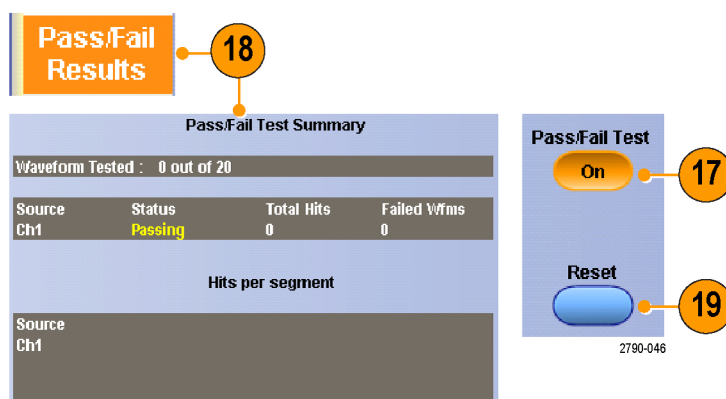 Pass/Fail
Results
18
Pass/Fail Test Summary
Waveform Tested : 0 out of 20
Source Status Total Hits Failed Wfms
Ch1 Passing 0 0
Hits per segment
Source
Ch1
Pass/Fail Test
On
17
Reset
19
2790-046